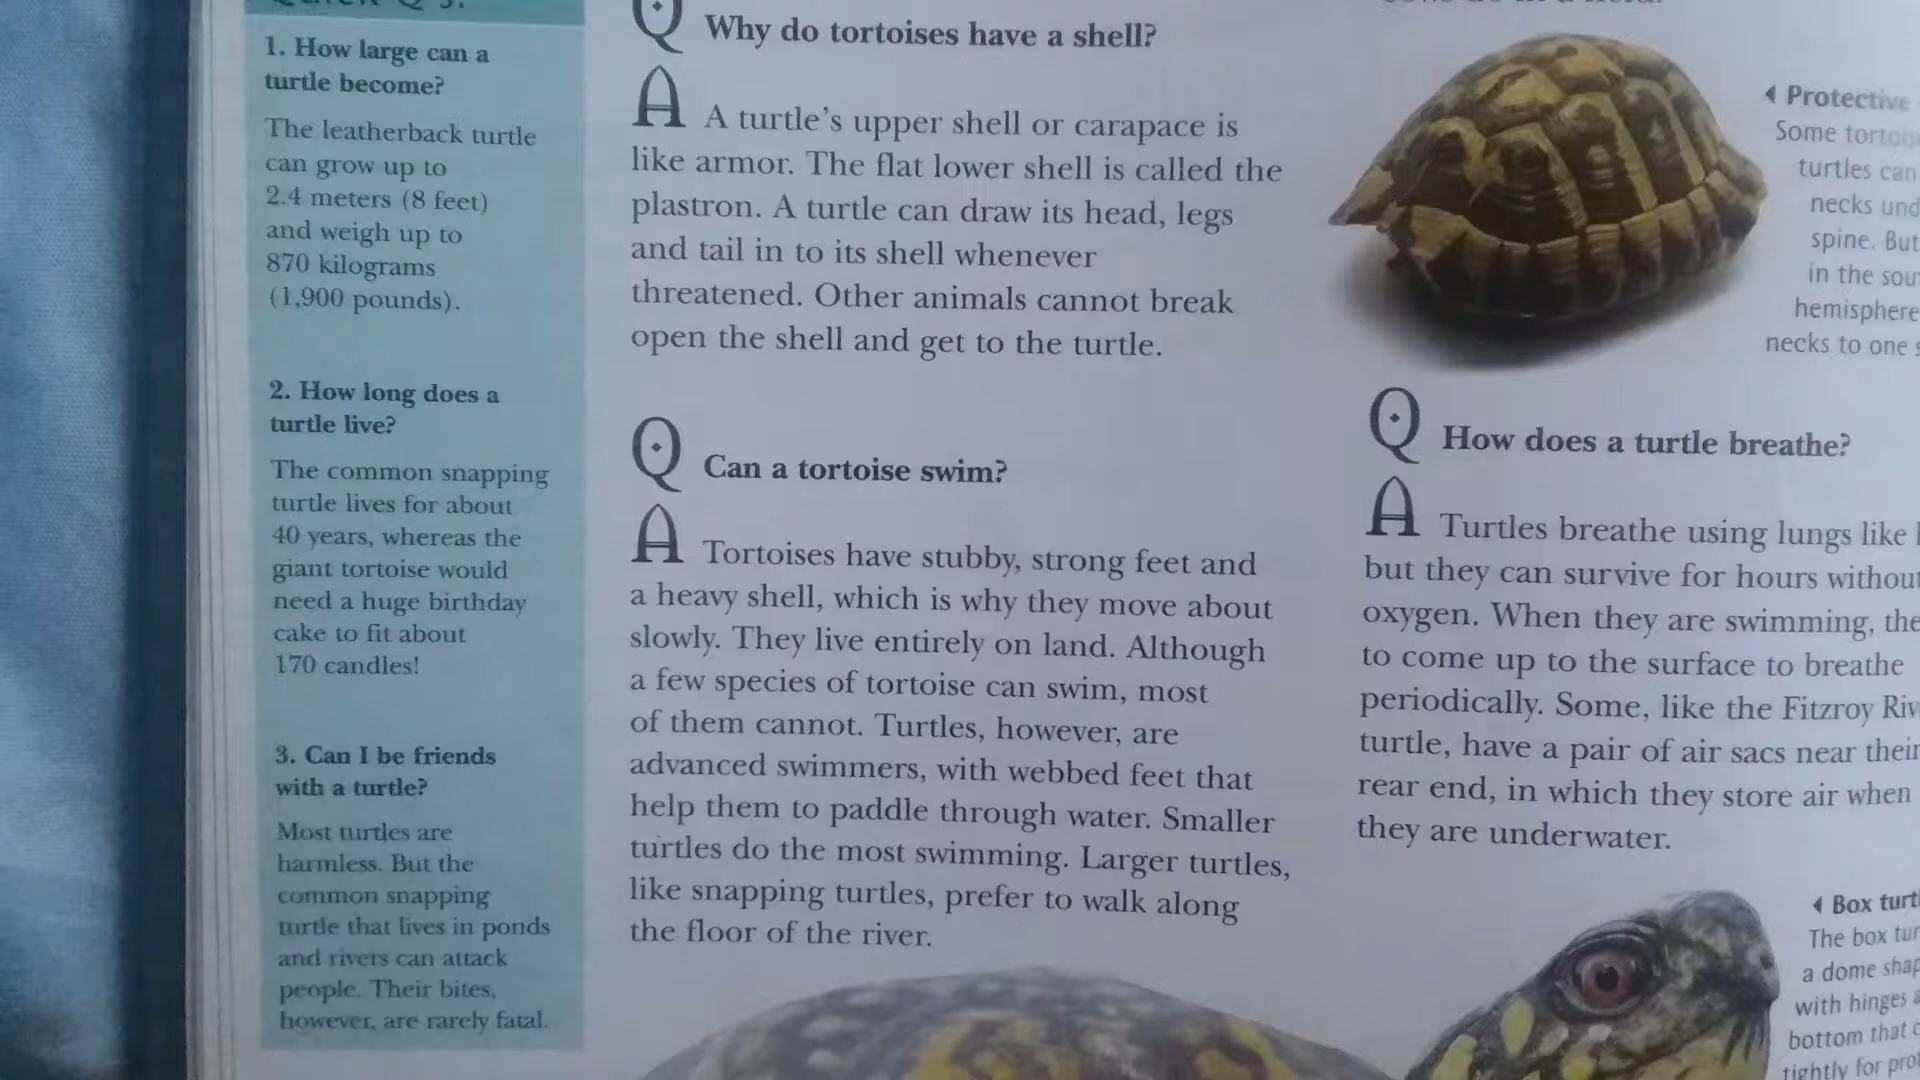 1. How large can a
turtle become?
The leatherback turtle
can grow up to
2.4 meters (8 feet)
and weigh up to
870 kilograms
(1,900 pounds).
2. How long does a
turtle live?
The common snapping
turtle lives for about
40 years, whereas the
giant tortoise would
need a huge birthday
cake to fit about
170 candles!
3. Can I be friends
with a turtle?
Most turtles are
harmless. But the
common snapping
turtle that lives in ponds
and rivers can attack
people. Their bites,
however, are rarely fatal.
Q Why do tortoises have a shell?
A A turtle's upper shell or carapace is
like armor. The flat lower shell is called the
plastron. A turtle can draw its head, legs
and tail in to its shell whenever
threatened. Other animals cannot break
open the shell and get to the turtle.
Q Can a tortoise swim?
A Tortoises have stubby, strong feet and
a heavy shell, which is why they move about
slowly. They live entirely on land. Although
a few species of tortoise can swim, most
of them cannot. Turtles, however, are
advanced swimmers, with webbed feet that
help them to paddle through water. Smaller
turtles do the most swimming. Larger turtles,
like snapping turtles, prefer to walk along
the floor of the river.
Protective
Some
turtles can
necks
spine. But
in the
hemisphere
necks to one
Q How does a turtle breathe?
A Turtles breathe using lungs like
but they can survive for hours without
oxygen. When they are swimming,
to come up to the surface to breathe
periodically. Some, like the Fitzroy
turtle, have a pair of air sacs near their
rear end, in which they store air when
they are underwater.
Box
The box
a dome
with hinges
bottom that
tightly for